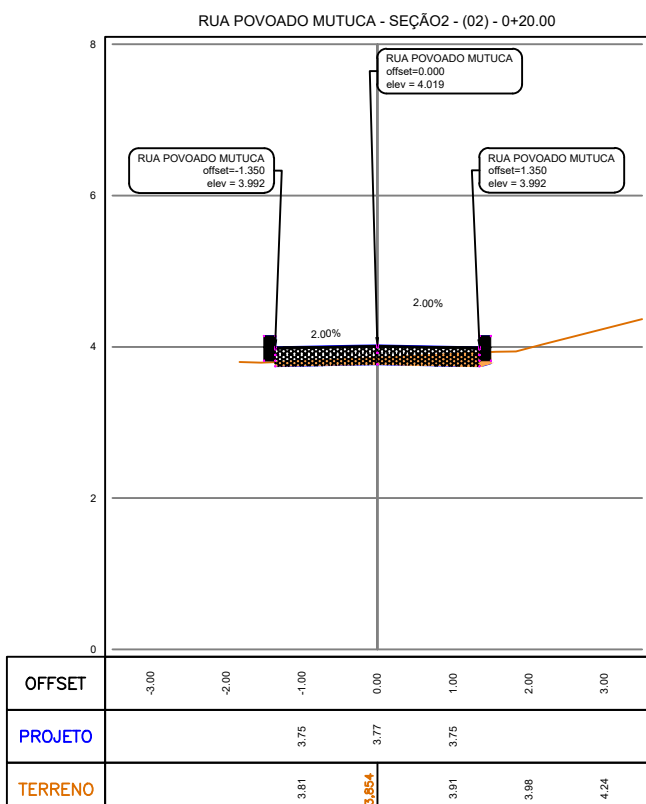 RUA POVOADO MUTUCA - SEÇÃO2 - (02) - 0+20.00
8
RUA POVOADO MUTUCA
offset=0.000
elev = 4.019
RUA POVOADO MUTUCA
offset=-1.350
elev = 3.992
RUA POVOADO MUTUCA
offset=1.350
elev = 3.992
6
2.00%
2.00%
4
2
0
OFFSET -3.00 -2.00 -1.00 0.00 1.00 2.00 3.00
PROJETO 3.75 3.77 3.75
TERRENO 3.81 3,854 3.91 3.98 4.24